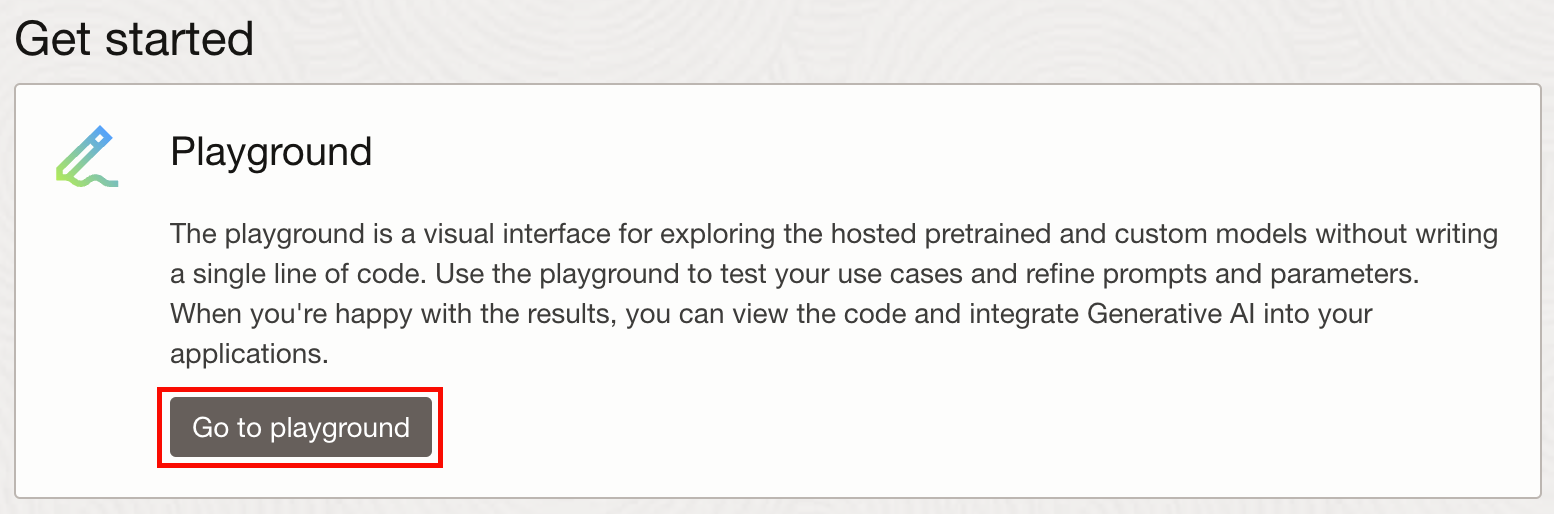 Get started
Playground
The playground is a visual interface for exploring the hosted pretrained and custom models without writing
a single line of code. Use the playground to test your use cases and refine prompts and parameters.
When you're happy with the results, you can view the code and integrate Generative AI into your
applications.
Go to playground